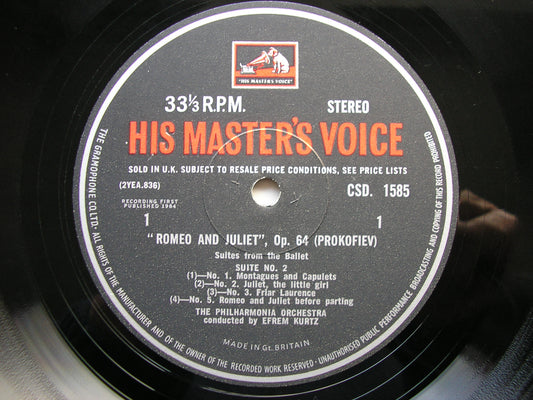 "HIS MASTER'S VOICE"
33⅓ R.P.M. STEREO
HIS MASTER'S VOICE
SOLD IN U.K. SUBJECT TO RESALE PRICE CONDITIONS, SEE PRICE LISTS
(2YEA.636) CSD. 1585
RECORDING FIRST
PUBLISHED 1964
1 1
"ROMEO AND JULIET", Op. 64 (PROKOFIEV)
Suites from the Ballet
SUITE NO. 2
(1)—No. 1. Montagues and Capulets
(2)—No. 2. Juliet, the little girl
(3)—No. 3. Friar Laurence
(4)—No. 5. Romeo and Juliet before parting
THE PHILHARMONIA ORCHESTRA
conducted by EFREM KURTZ
MADE IN GT. BRITAIN
THE GRAMOPHONE CO. LTD.- ALL RIGHTS OF THE MANUFACTURER AND OF THE OWNER OF THE RECORDED WORK RESERVED - UNAUTHORISED PUBLIC PERFORMANCE BROADCASTING AND COPYING OF THIS RECORD PROHIBITED